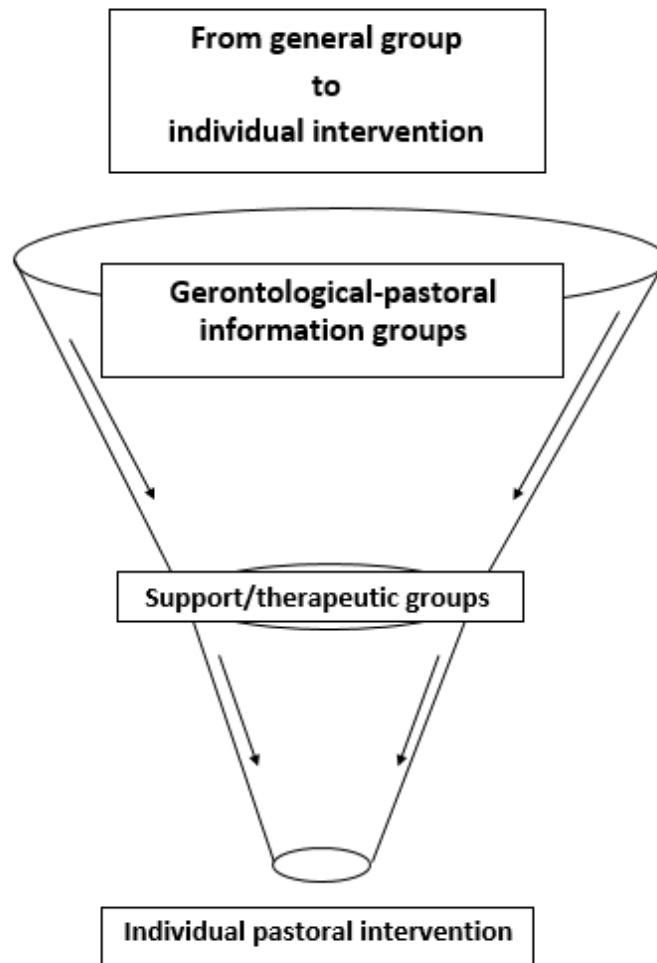 From general group
to
individual intervention
Gerontological-pastoral
information groups
Support/therapeutic groups
Individual pastoral intervention